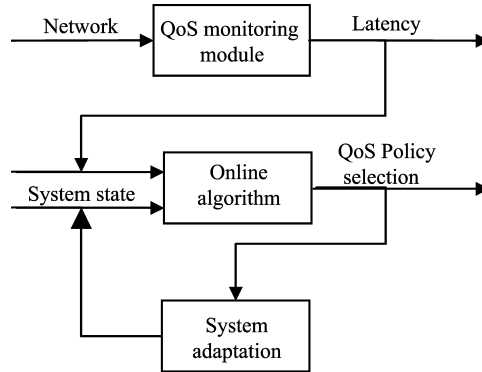 Network
QoS monitoring
module
Latency
System state
Online
algorithm
QoS Policy
selection
System
adaptation